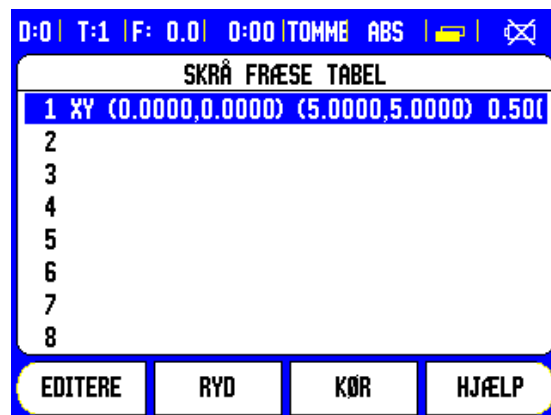 D:0 | T:1 | F: 0.0 | 0:00 | TOMME ABS
SKRÅ FRÆSE TABEL
1 XY (0.0000,0.0000) (5.0000,5.0000) 0.500
2
3
4
5
6
7
8
EDITERE RYD KØR HJÆLP